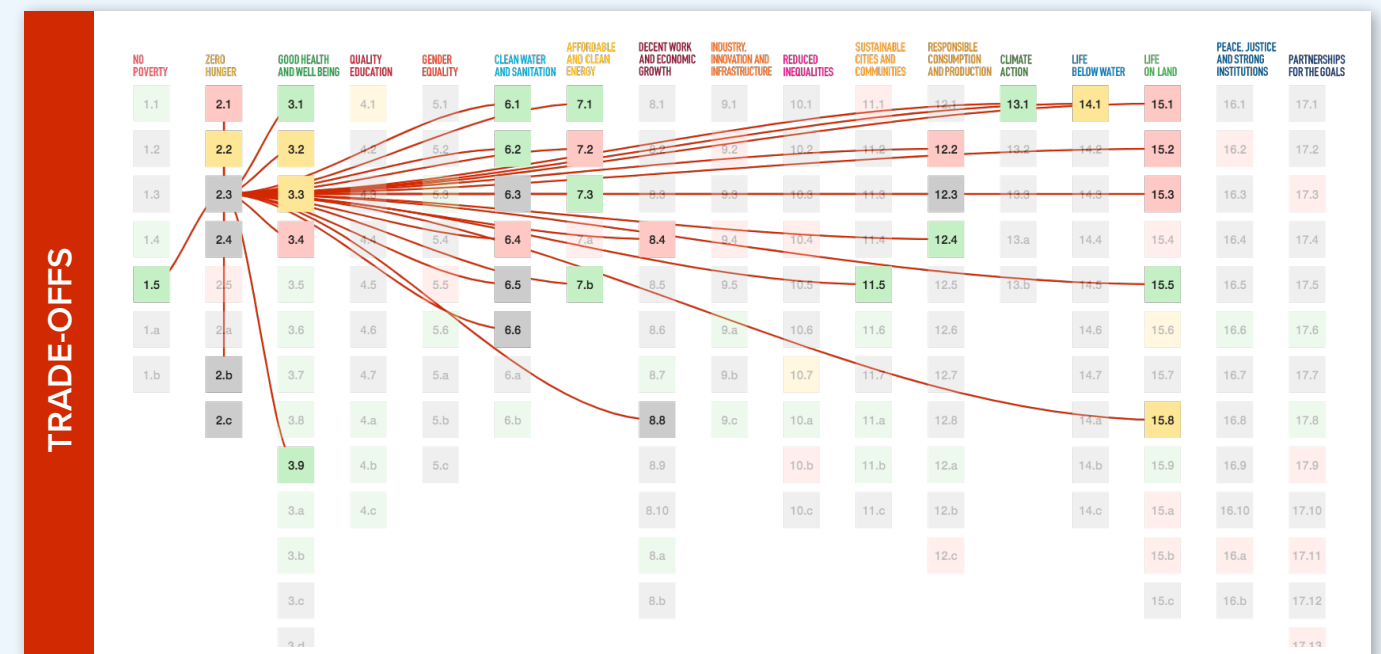 TRADE-OFFS
NO
POVERTY
ZERO
HUNGER
GOOD HEALTH
AND WELL BEING
QUALITY
EDUCATION
GENDER
EQUALITY
CLEAN WATER
AND SANITATION
AFFORDABLE
AND CLEAN
ENERGY
DECENT WORK
AND ECONOMIC
GROWTH
INDUSTRY,
INNOVATION AND
INFRASTRUCTURE
REDUCED
INEQUALITIES
SUSTAINABLE
CITIES AND
COMMUNITIES
RESPONSIBLE
CONSUMPTION
AND PRODUCTION
CLIMATE
ACTION
LIFE
BELOW WATER
LIFE
ON LAND
PEACE, JUSTICE
AND STRONG
INSTITUTIONS
PARTNERSHIPS
FOR THE GOALS
1.1 2.1 3.1 4.1 5.1 6.1 7.1 8.1 9.1 10.1 11.1 12.1 13.1 14.1 15.1 16.1 17.1
1.2 2.2 3.2 4.2 5.2 6.2 7.2 8.2 9.2 10.2 11.2 12.2 13.2 14.2 15.2 16.2 17.2
1.3 2.3 3.3 4.3 5.3 6.3 7.3 8.3 9.3 10.3 11.3 12.3 13.3 14.3 15.3 16.3 17.3
1.4 2.4 3.4 4.4 5.4 6.4 7.a 8.4 9.4 10.4 11.4 12.4 13.a 14.4 15.4 16.4 17.4
1.5 2.5 3.5 4.5 5.5 6.5 7.b 8.5 9.5 10.5 11.5 12.5 13.b 14.5 15.5 16.5 17.5
1.a 2.a 3.6 4.6 5.6 6.6 8.6 9.a 10.6 11.6 12.6 14.6 15.6 16.6 17.6
1.b 2.b 3.7 4.7 5.a 6.a 8.7 9.b 10.7 11.7 12.7 14.7 15.7 16.7 17.7
2.c 3.8 4.a 5.b 6.b 8.8 9.c 10.a 11.a 12.8 14.a 15.8 16.8 17.8
3.9 4.b 5.c 8.9 10.b 11.b 12.a 14.b 15.9 16.9 17.9
3.a 4.c 8.10 10.c 11.c 12.b 14.c 15.a 16.10 17.10
3.b 8.a 12.c 15.b 16.a 17.11
3.c 8.b 15.c 16.b 17.12
3.d 17.13